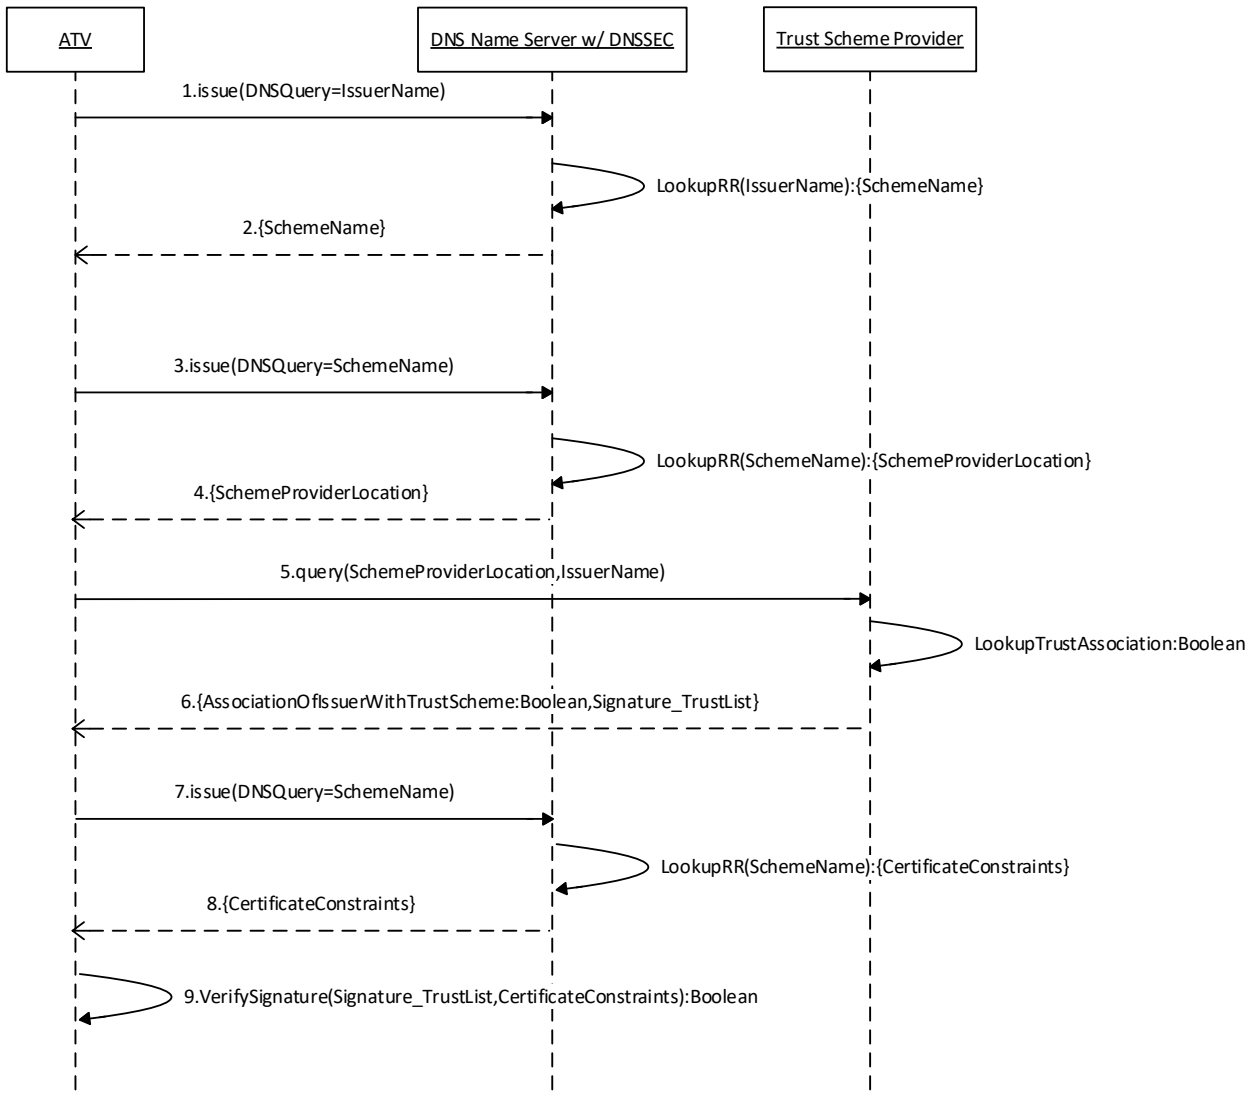 ATV
DNS Name Server w/ DNSSEC
Trust Scheme Provider
1.issue(DNSQuery=IssuerName)
LookupRR(IssuerName):{SchemeName}
2.{SchemeName}
3.issue(DNSQuery=SchemeName)
LookupRR(SchemeName):{SchemeProviderLocation}
4.{SchemeProviderLocation}
5.query(SchemeProviderLocation,IssuerName)
LookupTrustAssociation:Boolean
6.{AssociationOfIssuerWithTrustScheme:Boolean,Signature_TrustList}
7.issue(DNSQuery=SchemeName)
LookupRR(SchemeName):{CertificateConstraints}
8.{CertificateConstraints}
9.VerifySignature(Signature_TrustList,CertificateConstraints):Boolean